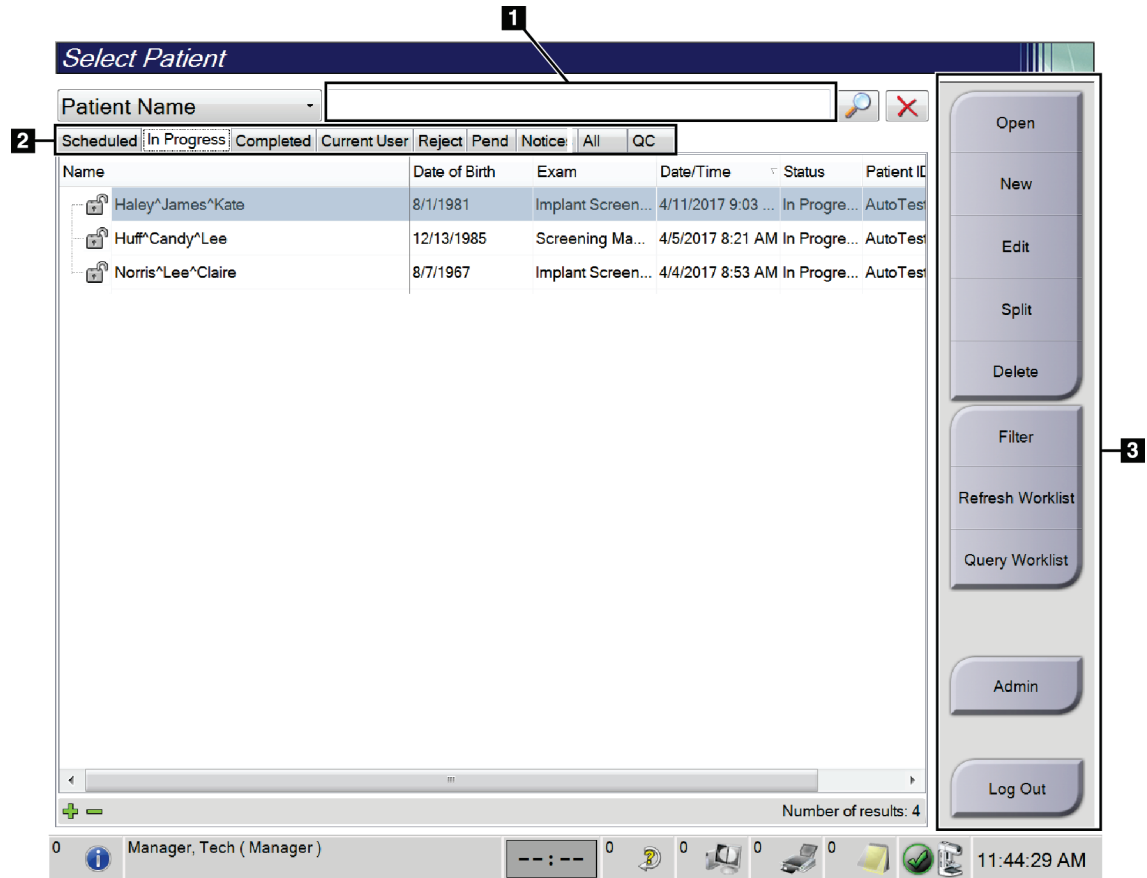 1
Select Patient
Patient Name
2
Scheduled In Progress Completed Current User Reject Pend Notice All QC
Name Date of Birth Exam Date/Time Status Patient ID
Haley^James^Kate 8/1/1981 Implant Screen... 4/11/2017 9:03 ... In Progre... AutoTest
Huff^Candy^Lee 12/13/1985 Screening Ma... 4/5/2017 8:21 AM In Progre... AutoTest
Norris^Lee^Claire 8/7/1967 Implant Screen... 4/4/2017 8:53 AM In Progre... AutoTest
Number of results: 4
Open
New
Edit
Split
Delete
Filter
3
Refresh Worklist
Query Worklist
Admin
Log Out
0 Manager, Tech ( Manager ) --:-- 0 0 0 0 11:44:29 AM